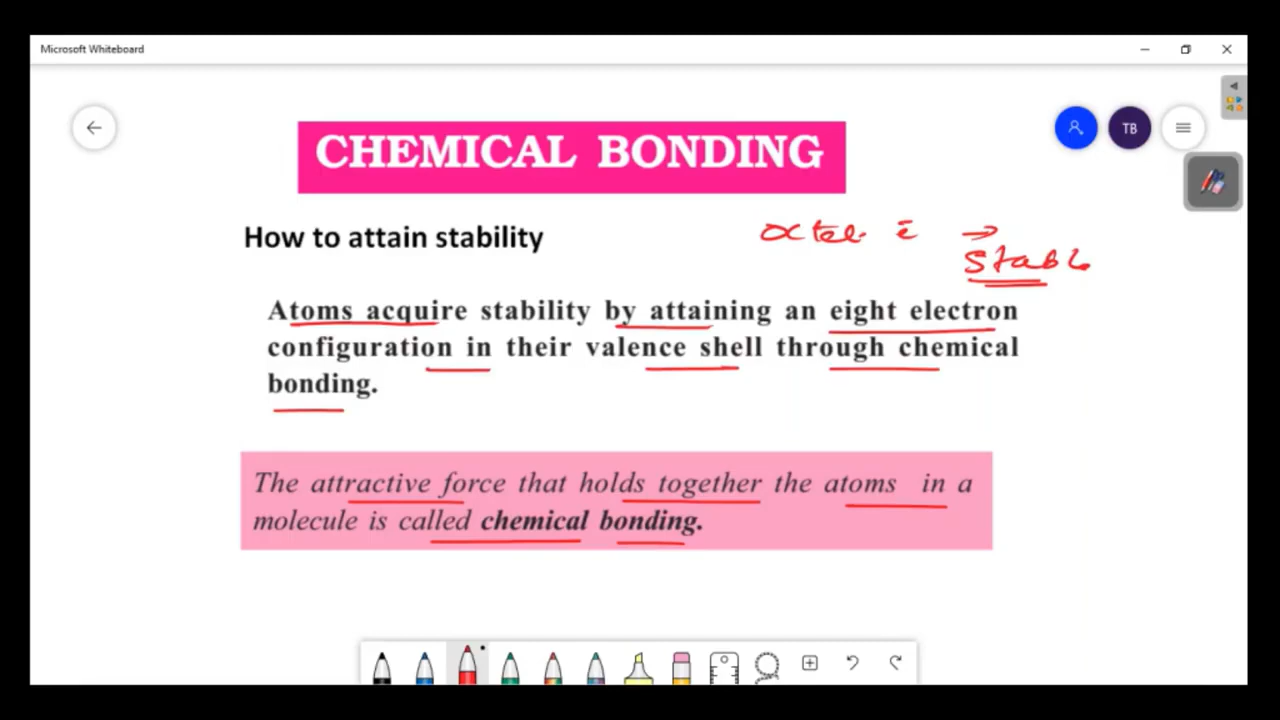 Microsoft Whiteboard
CHEMICAL BONDING
TB
How to attain stability
octet ē →
Stable
Atoms acquire stability by attaining an eight electron
configuration in their valence shell through chemical
bonding.
The attractive force that holds together the atoms in a
molecule is called chemical bonding.